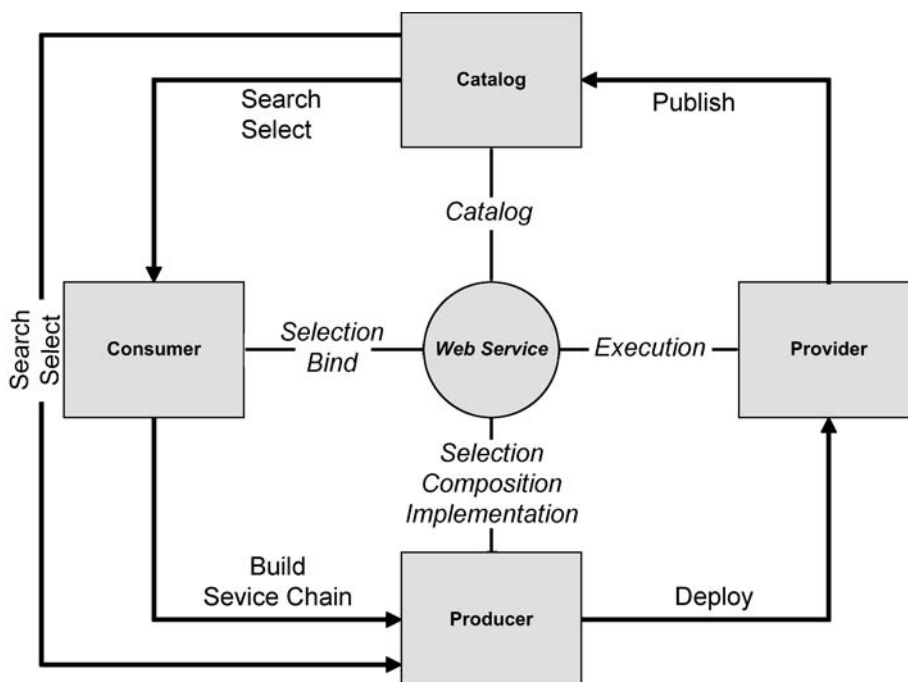 Catalog
Search
Select
Publish
Catalog
Search
Select
Consumer
Selection
Bind
Web Service
Execution
Provider
Selection
Composition
Implementation
Build
Sevice Chain
Producer
Deploy